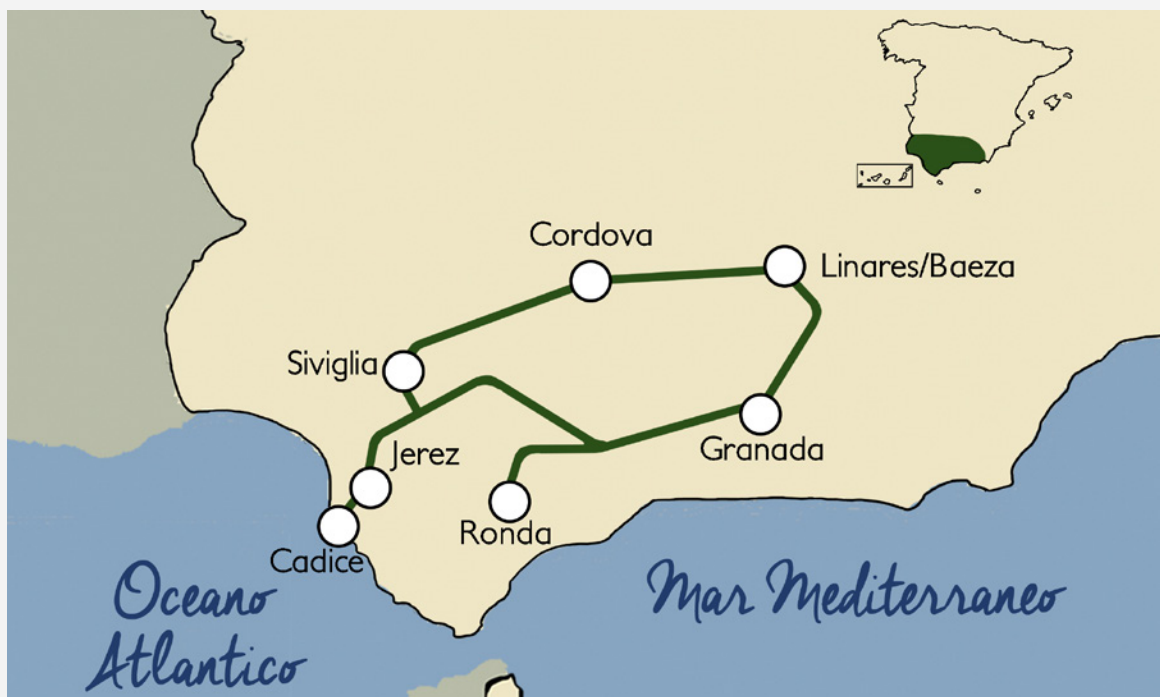 Cordova
Linares/Baeza
Siviglia
Jerez
Granada
Ronda
Cadice
Oceano
Atlantico
Mar Mediterraneo